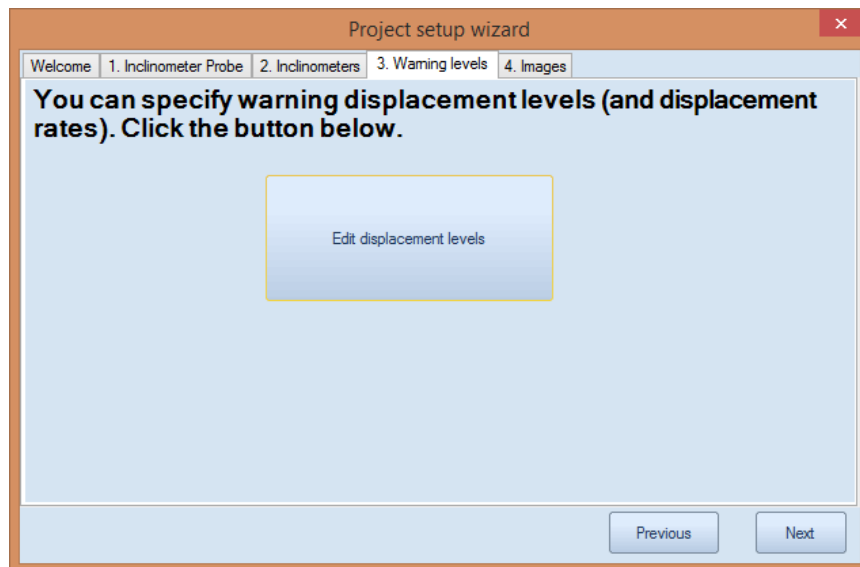 Project setup wizard
Welcome 1. Inclinometer Probe 2. Inclinometers 3. Warning levels 4. Images
You can specify warning displacement levels (and displacement
rates). Click the button below.
Edit displacement levels
Previous Next